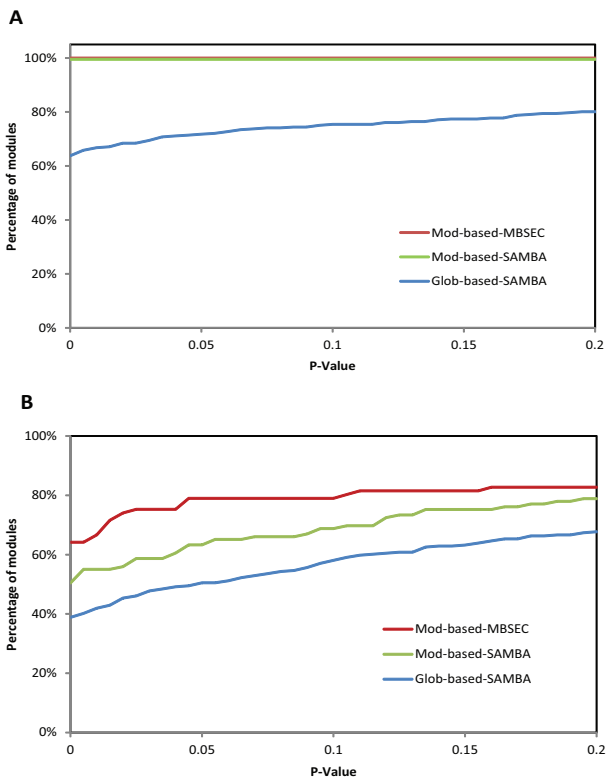 A
100%
80%
60%
40%
20%
0%
Percentage of modules
Mod-based-MBSEC
Mod-based-SAMBA
Glob-based-SAMBA
0 0.05 0.1 0.15 0.2
P-Value
B
100%
80%
60%
40%
20%
0%
Percentage of modules
Mod-based-MBSEC
Mod-based-SAMBA
Glob-based-SAMBA
0 0.05 0.1 0.15 0.2
P-Value